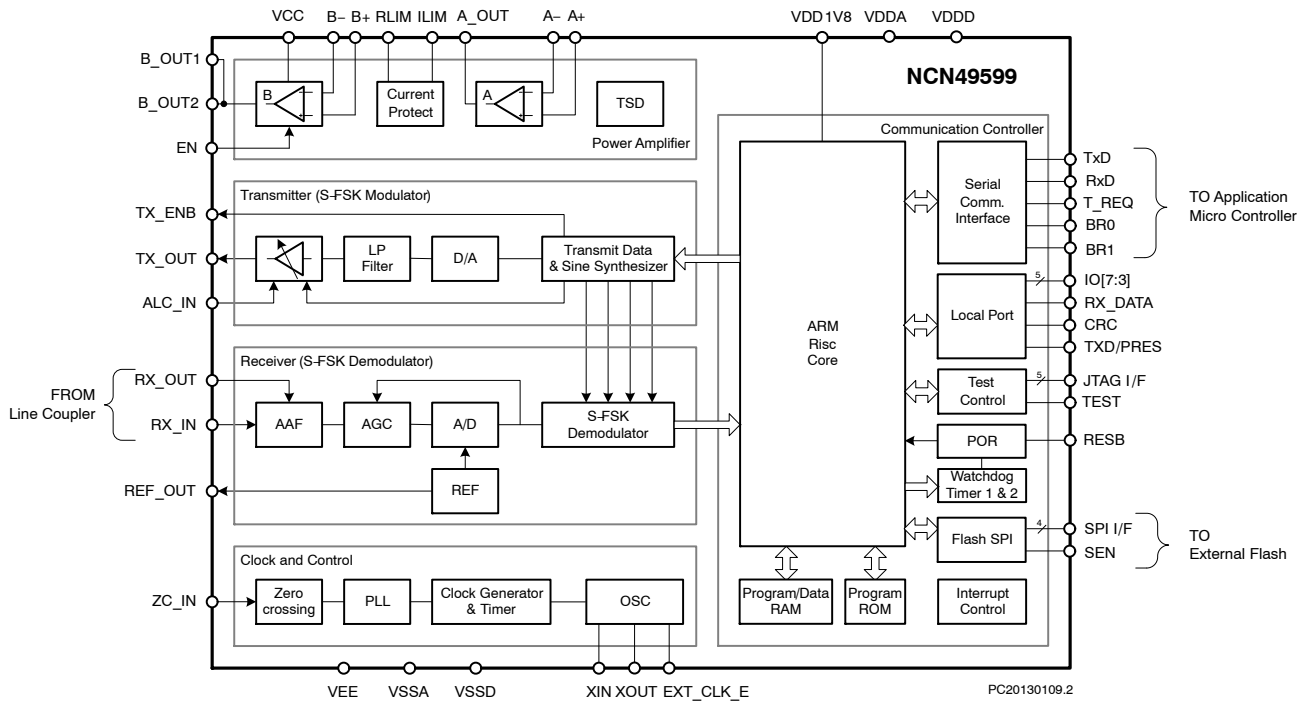 VCC B– B+ RLIM ILIM A_OUT A– A+ VDD1V8 VDDA VDDD
B_OUT1
B_OUT2
EN
B
Current
Protect
A
TSD
Power Amplifier
NCN49599
Communication Controller
Transmitter (S–FSK Modulator)
TX_ENB
TX_OUT
ALC_IN
LP
Filter
D/A
Transmit Data
& Sine Synthesizer
ARM
Risc
Core
Serial
Comm.
Interface
TxD
RxD
T_REQ
BR0
BR1
TO Application
Micro Controller
Local Port
5
IO[7:3]
RX_DATA
CRC
TXD/PRES
Receiver (S–FSK Demodulator)
FROM
Line Coupler
RX_OUT
RX_IN
REF_OUT
AAF
AGC
A/D
S–FSK
Demodulator
REF
Test
Control
5
JTAG I/F
TEST
POR
RESB
Watchdog
Timer 1 & 2
Flash SPI
4
SPI I/F
SEN
TO
External Flash
Clock and Control
ZC_IN
Zero
crossing
PLL
Clock Generator
& Timer
OSC
Program/Data
RAM
Program
ROM
Interrupt
Control
VEE VSSA VSSD XIN XOUT EXT_CLK_E
PC20130109.2